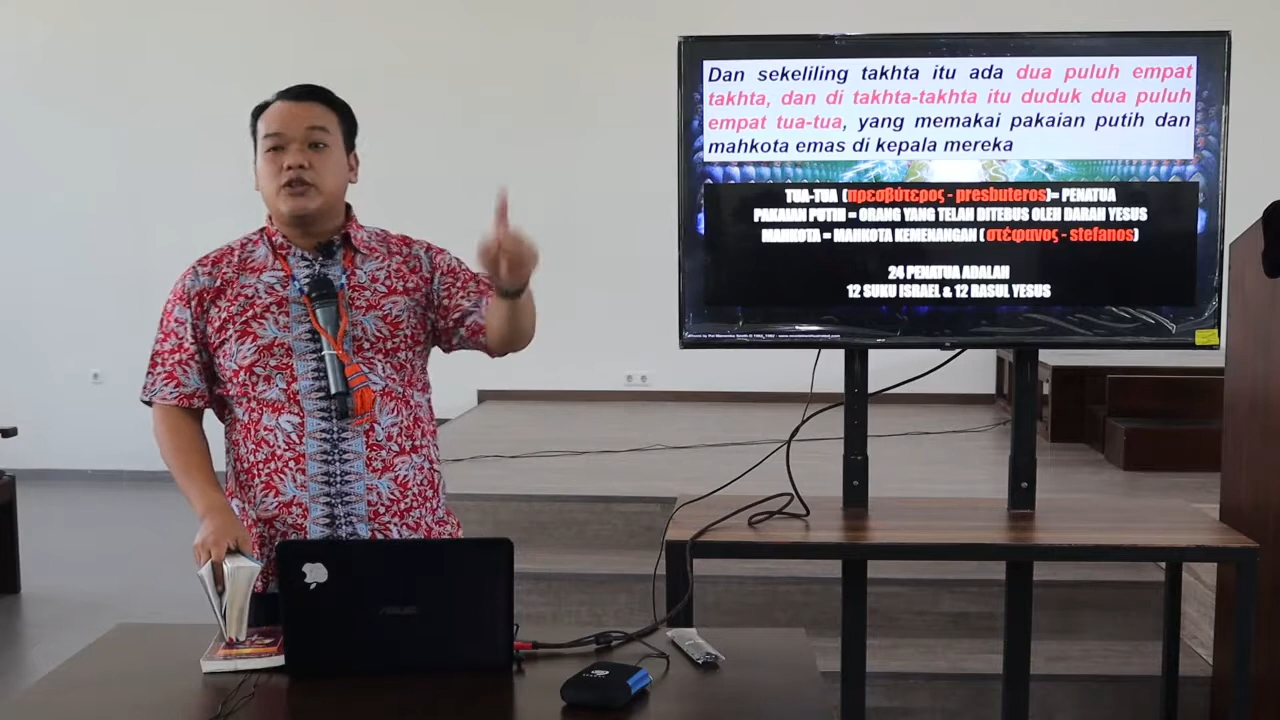 Dan sekeliling takhta itu ada dua puluh empat
takhta, dan di takhta-takhta itu duduk dua puluh
empat tua-tua, yang memakai pakaian putih dan
mahkota emas di kepala mereka
TUA-TUA (πρεσβύτερος - presbuteros)= PENATUA
PAKAIAN PUTIH = ORANG YANG TELAH DITEBUS OLEH DARAH YESUS
MAHKOTA = MAHKOTA KEMENANGAN ( στέφανος - stefanos)
24 PENATUA ADALAH
12 SUKU ISRAEL & 12 RASUL YESUS
ASUS